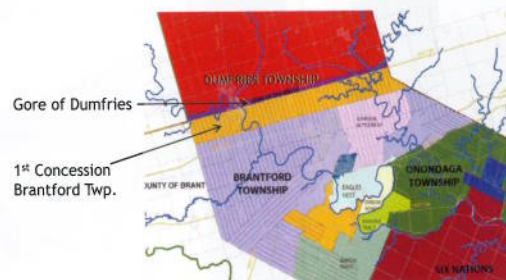 DUMFRIES TOWNSHIP
Gore of Dumfries
1st Concession
Brantford Twp.
COUNTY OF BRANT
BRANTFORD
TOWNSHIP
EAGLES
NEST
ONONDAGA
TOWNSHIP
SIX NATIONS